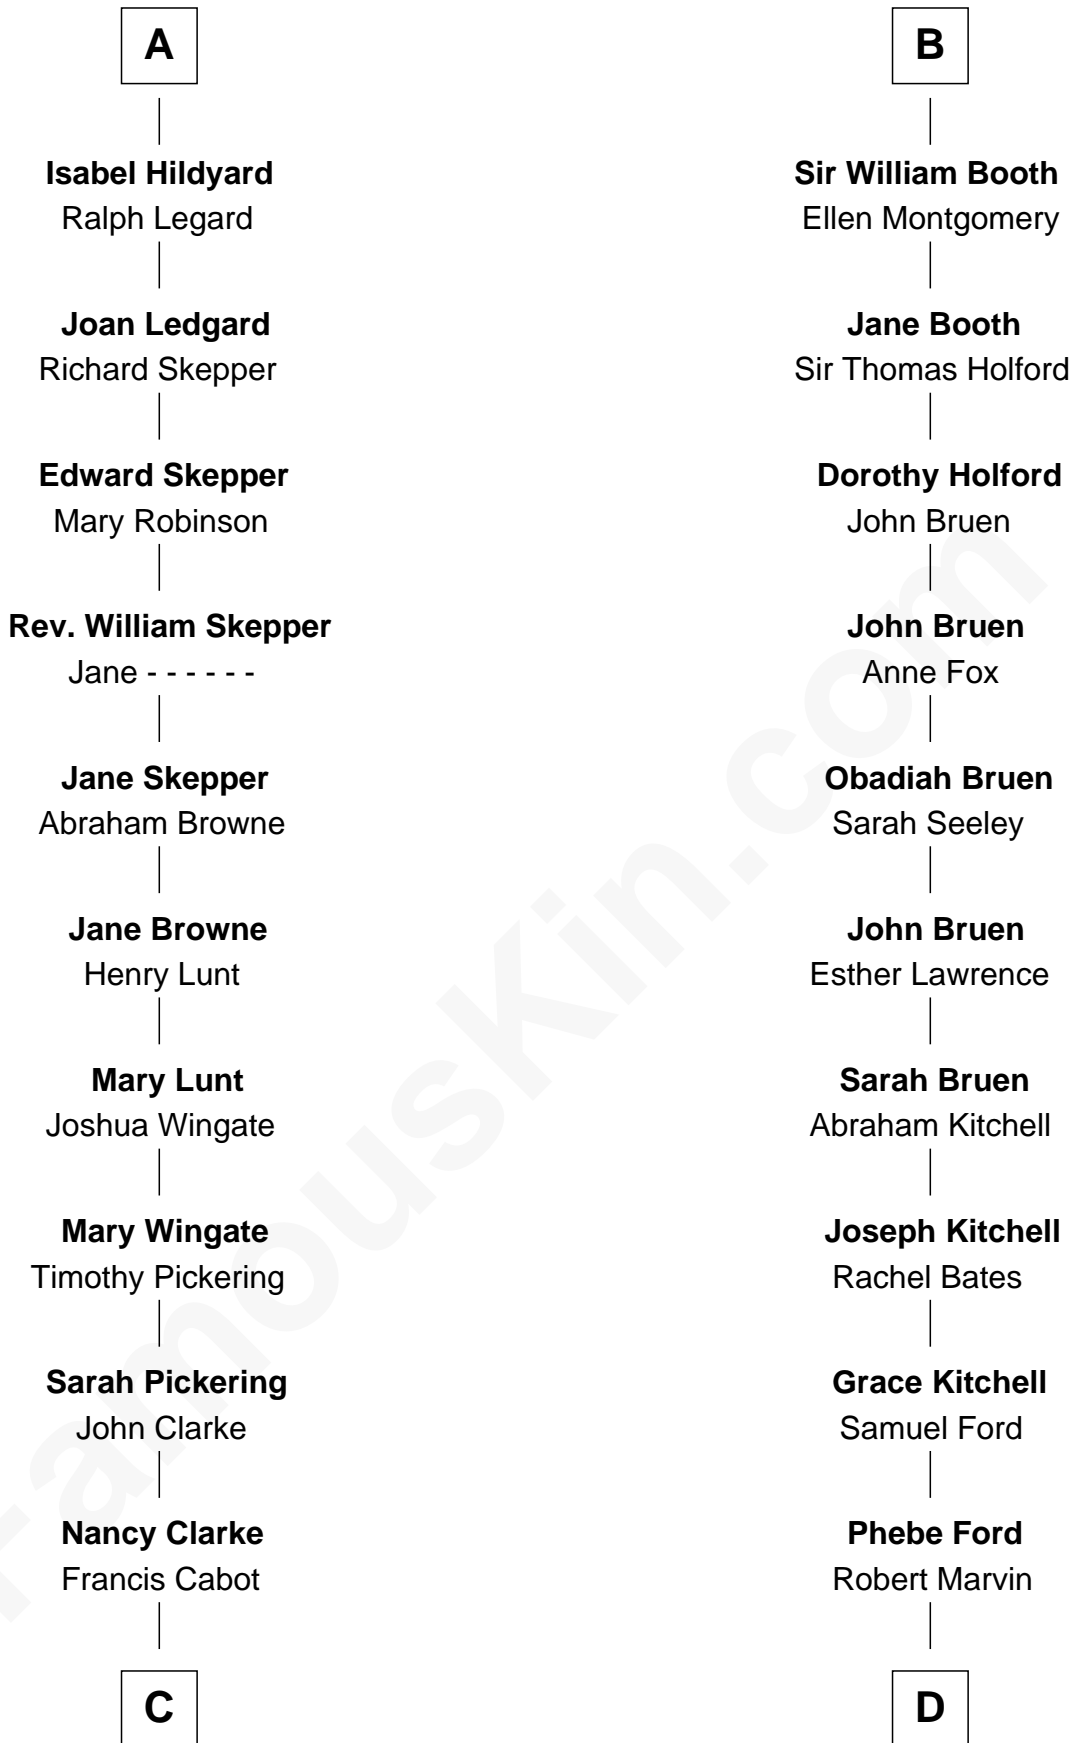 A
Isabel Hildyard
Ralph Legard
Joan Ledgard
Richard Skepper
Edward Skepper
Mary Robinson
Rev. William Skepper
Jane - - - - - -
Jane Skepper
Abraham Browne
Jane Browne
Henry Lunt
Mary Lunt
Joshua Wingate
Mary Wingate
Timothy Pickering
Sarah Pickering
John Clarke
Nancy Clarke
Francis Cabot
C
B
Sir William Booth
Ellen Montgomery
Jane Booth
Sir Thomas Holford
Dorothy Holford
John Bruen
John Bruen
Anne Fox
Obadiah Bruen
Sarah Seeley
John Bruen
Esther Lawrence
Sarah Bruen
Abraham Kitchell
Joseph Kitchell
Rachel Bates
Grace Kitchell
Samuel Ford
Phebe Ford
Robert Marvin
D
FamousKin.com